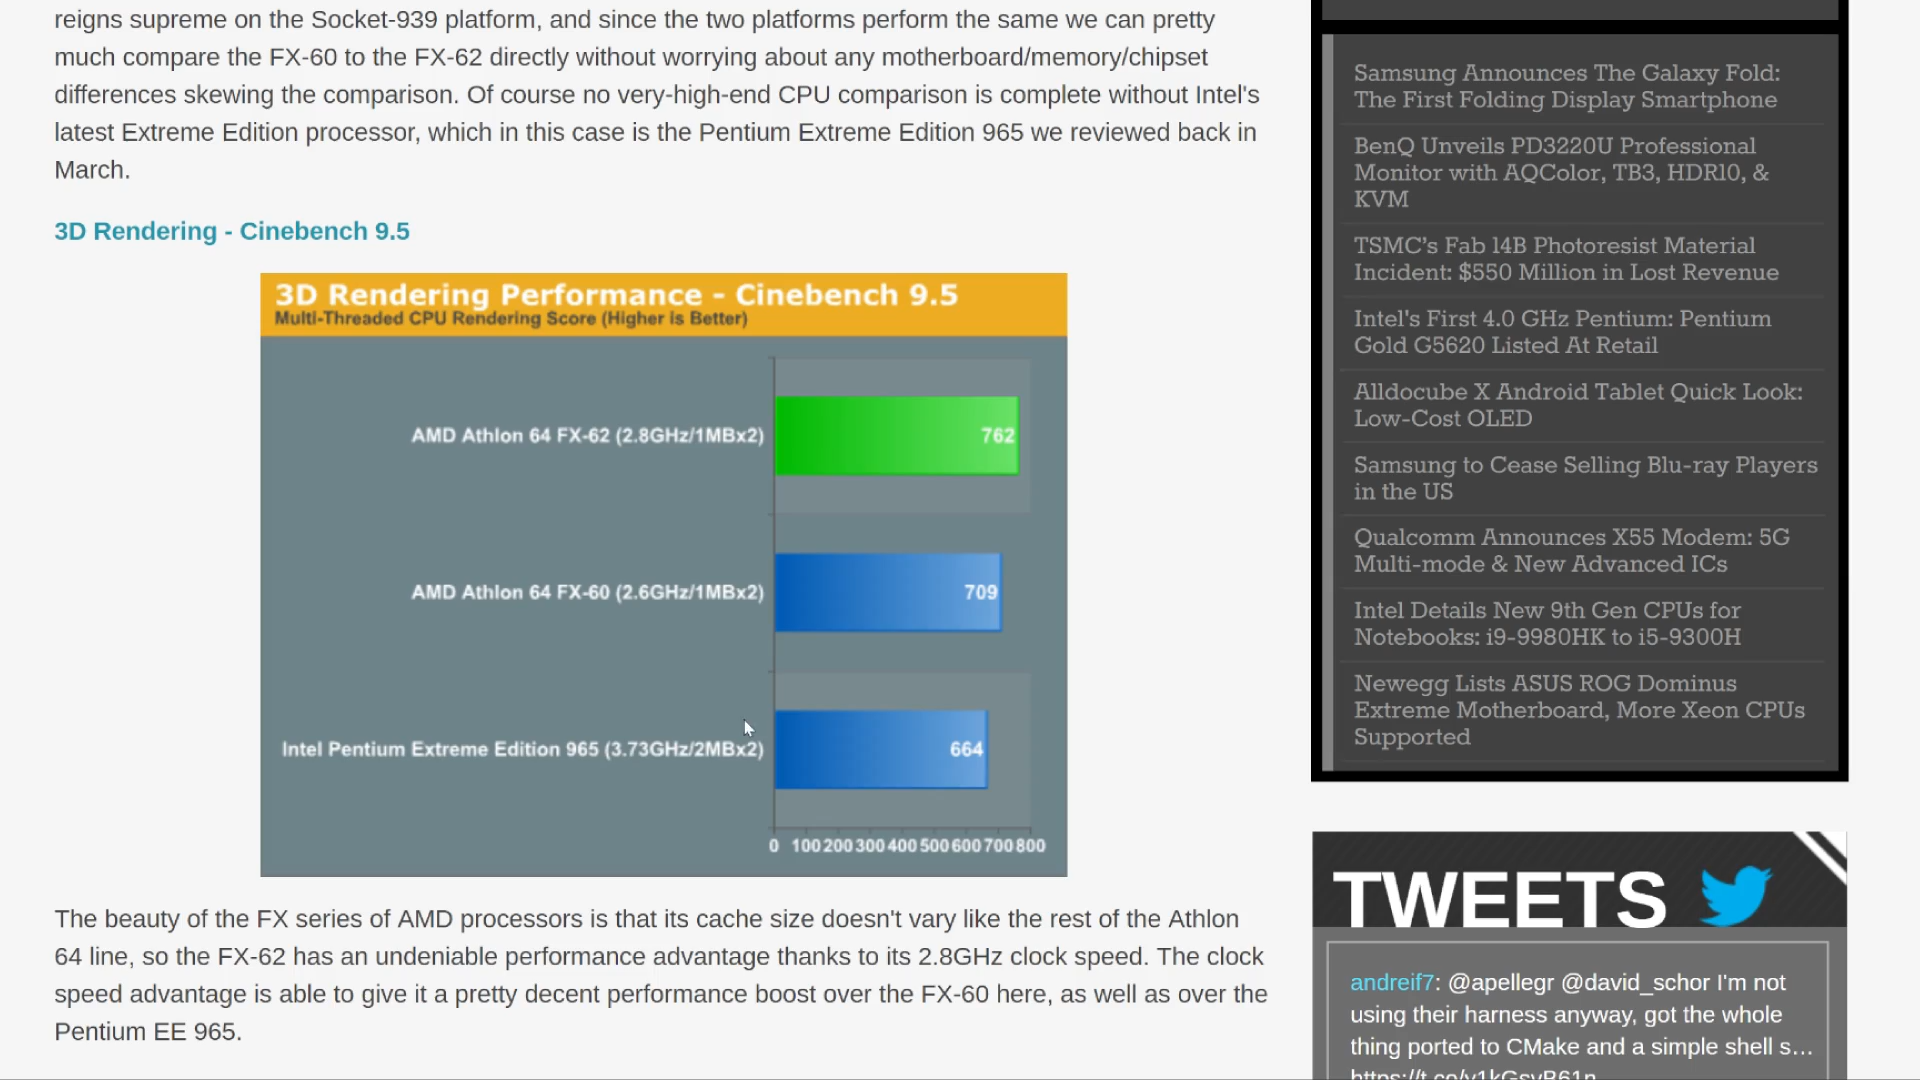 reigns supreme on the Socket-939 platform, and since the two platforms perform the same we can pretty
much compare the FX-60 to the FX-62 directly without worrying about any motherboard/memory/chipset
differences skewing the comparison. Of course no very-high-end CPU comparison is complete without Intel's
latest Extreme Edition processor, which in this case is the Pentium Extreme Edition 965 we reviewed back in
March.
3D Rendering - Cinebench 9.5
3D Rendering Performance - Cinebench 9.5
Multi-Threaded CPU Rendering Score (Higher is Better)
AMD Athlon 64 FX-62 (2.8GHz/1MBx2) 762
AMD Athlon 64 FX-60 (2.6GHz/1MBx2) 709
Intel Pentium Extreme Edition 965 (3.73GHz/2MBx2) 664
0 100 200 300 400 500 600 700 800
The beauty of the FX series of AMD processors is that its cache size doesn't vary like the rest of the Athlon
64 line, so the FX-62 has an undeniable performance advantage thanks to its 2.8GHz clock speed. The clock
speed advantage is able to give it a pretty decent performance boost over the FX-60 here, as well as over the
Pentium EE 965.
Samsung Announces The Galaxy Fold:
The First Folding Display Smartphone
BenQ Unveils PD3220U Professional
Monitor with AQColor, TB3, HDR10, &
KVM
TSMC's Fab 14B Photoresist Material
Incident: $550 Million in Lost Revenue
Intel's First 4.0 GHz Pentium: Pentium
Gold G5620 Listed At Retail
Alldocube X Android Tablet Quick Look:
Low-Cost OLED
Samsung to Cease Selling Blu-ray Players
in the US
Qualcomm Announces X55 Modem: 5G
Multi-mode & New Advanced ICs
Intel Details New 9th Gen CPUs for
Notebooks: i9-9980HK to i5-9300H
Newegg Lists ASUS ROG Dominus
Extreme Motherboard, More Xeon CPUs
Supported
TWEETS
andreif7: @apellegr @david_schor I'm not
using their harness anyway, got the whole
thing ported to CMake and a simple shell s…